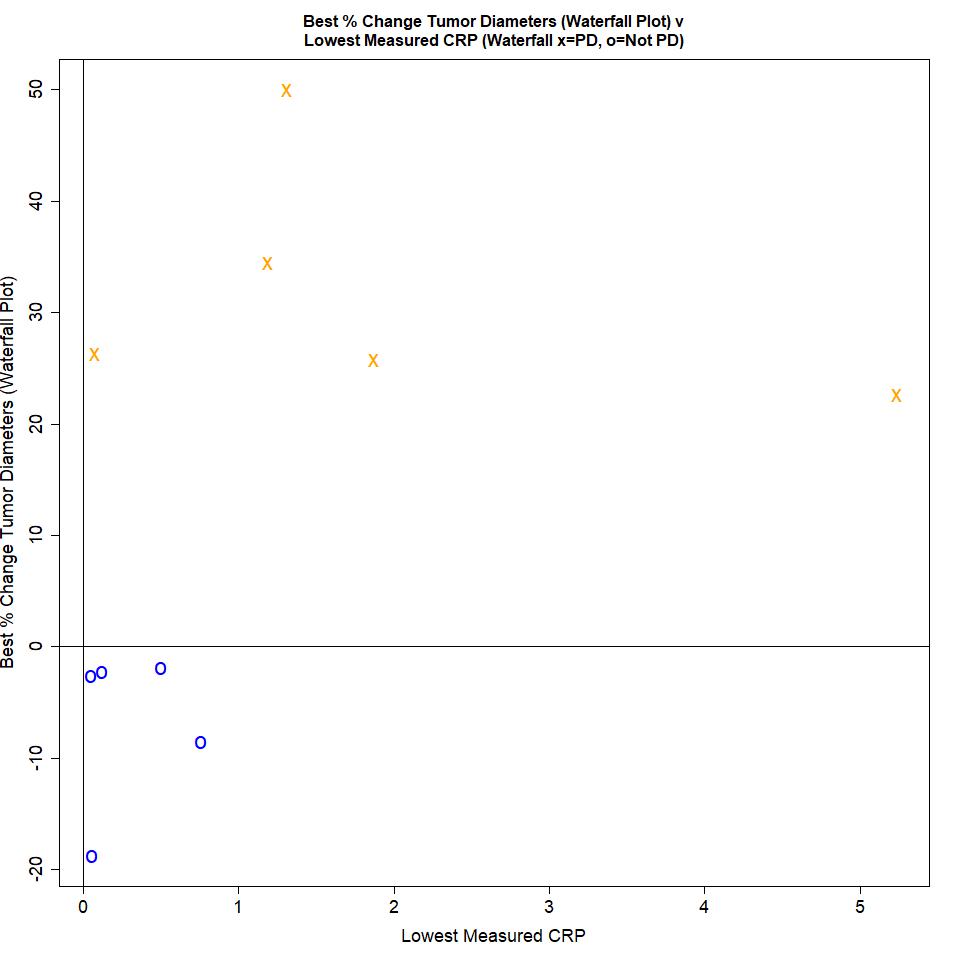 Best % Change Tumor Diameters (Waterfall Plot) v
Lowest Measured CRP (Waterfall x=PD, o=Not PD)
Best % Change Tumor Diameters (Waterfall Plot)
50
40
30
20
10
0
-10
-20
X
X
X
X
X
O
O
O
O
O
0 1 2 3 4 5
Lowest Measured CRP